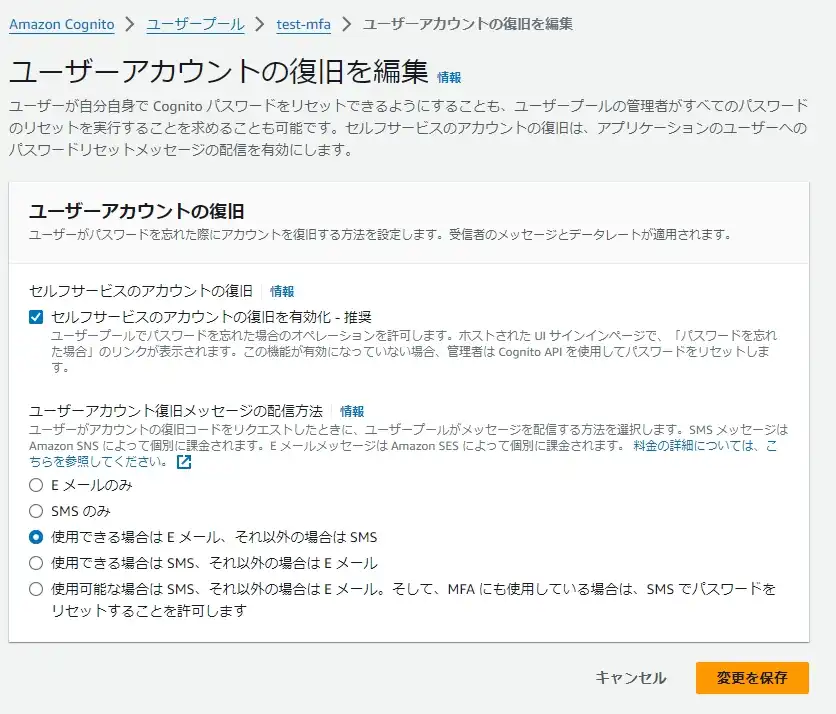 Amazon Cognito > ユーザープール > test-mfa > ユーザーアカウントの復旧を編集
ユーザーアカウントの復旧を編集 情報
ユーザーが自分自身で Cognito パスワードをリセットできるようにすることも、ユーザープールの管理者がすべてのパスワード
のリセットを実行することを求めることも可能です。セルフサービスのアカウントの復旧は、アプリケーションのユーザーへの
パスワードリセットメッセージの配信を有効にします。
ユーザーアカウントの復旧
ユーザーがパスワードを忘れた際にアカウントを復旧する方法を設定します。受信者のメッセージとデータレートが適用されます。
セルフサービスのアカウントの復旧 情報
セルフサービスのアカウントの復旧を有効化 - 推奨
ユーザープールでパスワードを忘れた場合のオペレーションを許可します。ホストされた UI サインインページで、「パスワードを忘れ
た場合」のリンクが表示されます。この機能が有効になっていない場合、管理者は Cognito API を使用してパスワードをリセットしま
す。
ユーザーアカウント復旧メッセージの配信方法 情報
ユーザーがアカウントの復旧コードをリクエストしたときに、ユーザープールがメッセージを配信する方法を選択します。SMS メッセージは
Amazon SNS によって個別に課金されます。E メールメッセージは Amazon SES によって個別に課金されます。 料金の詳細については、こ
ちらを参照してください。
E メールのみ
SMS のみ
使用できる場合は E メール、それ以外の場合は SMS
使用できる場合は SMS、それ以外の場合は E メール
使用可能な場合は SMS、それ以外の場合は E メール。そして、MFA にも使用している場合は、SMS でパスワードを
リセットすることを許可します
キャンセル 変更を保存